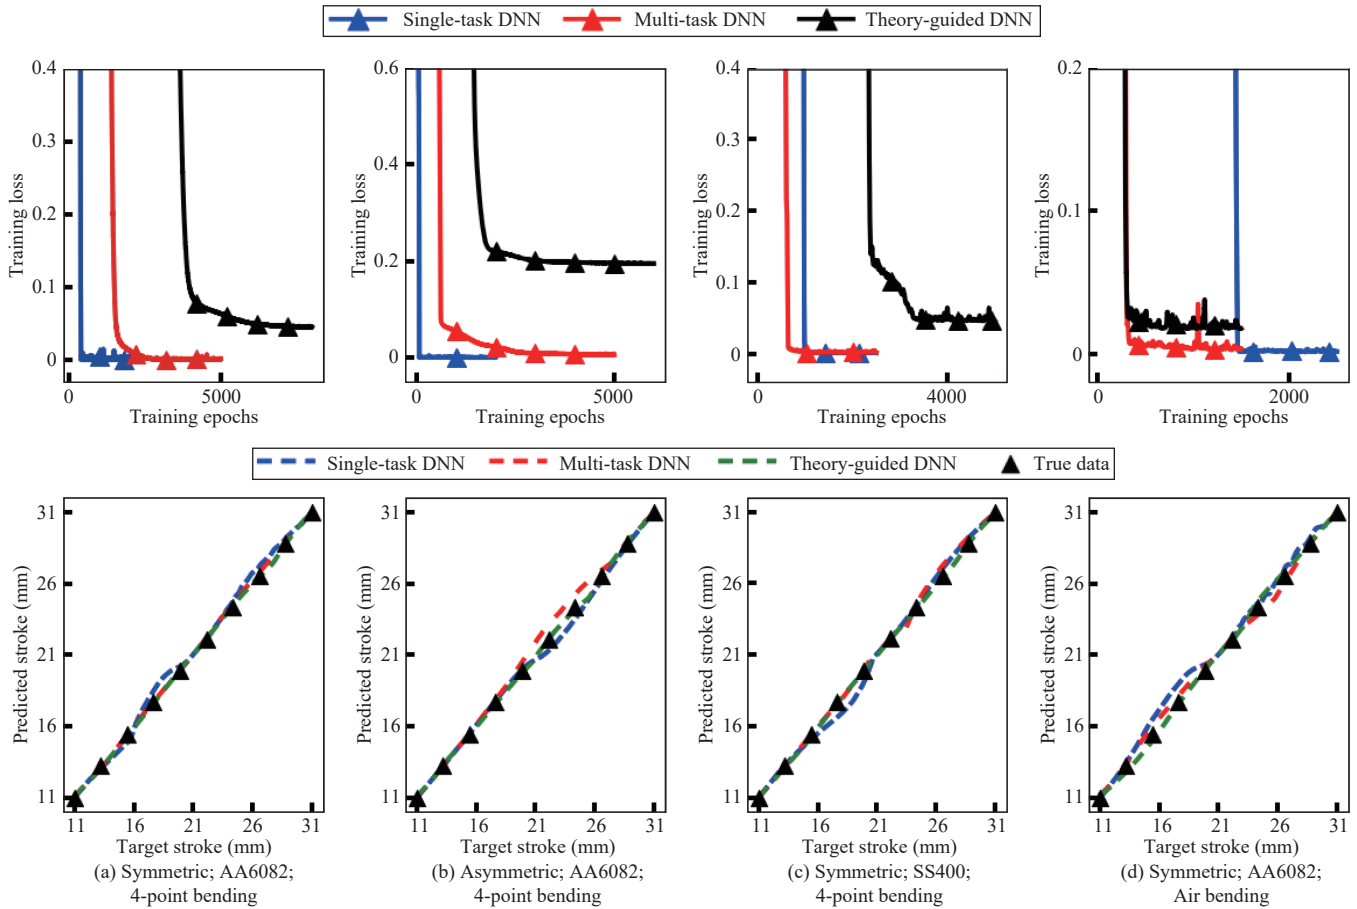 Single-task DNN Multi-task DNN Theory-guided DNN
0.4 0.3 0.2 0.1 0
Training loss
0 5000
Training epochs
0.6 0.4 0.2 0
Training loss
0 5000
Training epochs
0.4 0.3 0.2 0.1 0
Training loss
0 4000
Training epochs
0.2 0.1 0
Training loss
0 2000
Training epochs
Single-task DNN Multi-task DNN Theory-guided DNN True data
31 26 21 16 11
Predicted stroke (mm)
11 16 21 26 31
Target stroke (mm)
(a) Symmetric; AA6082;
4-point bending
31 26 21 16 11
Predicted stroke (mm)
11 16 21 26 31
Target stroke (mm)
(b) Asymmetric; AA6082;
4-point bending
31 26 21 16 11
Predicted stroke (mm)
11 16 21 26 31
Target stroke (mm)
(c) Symmetric; SS400;
4-point bending
31 26 21 16 11
Predicted stroke (mm)
11 16 21 26 31
Target stroke (mm)
(d) Symmetric; AA6082;
Air bending